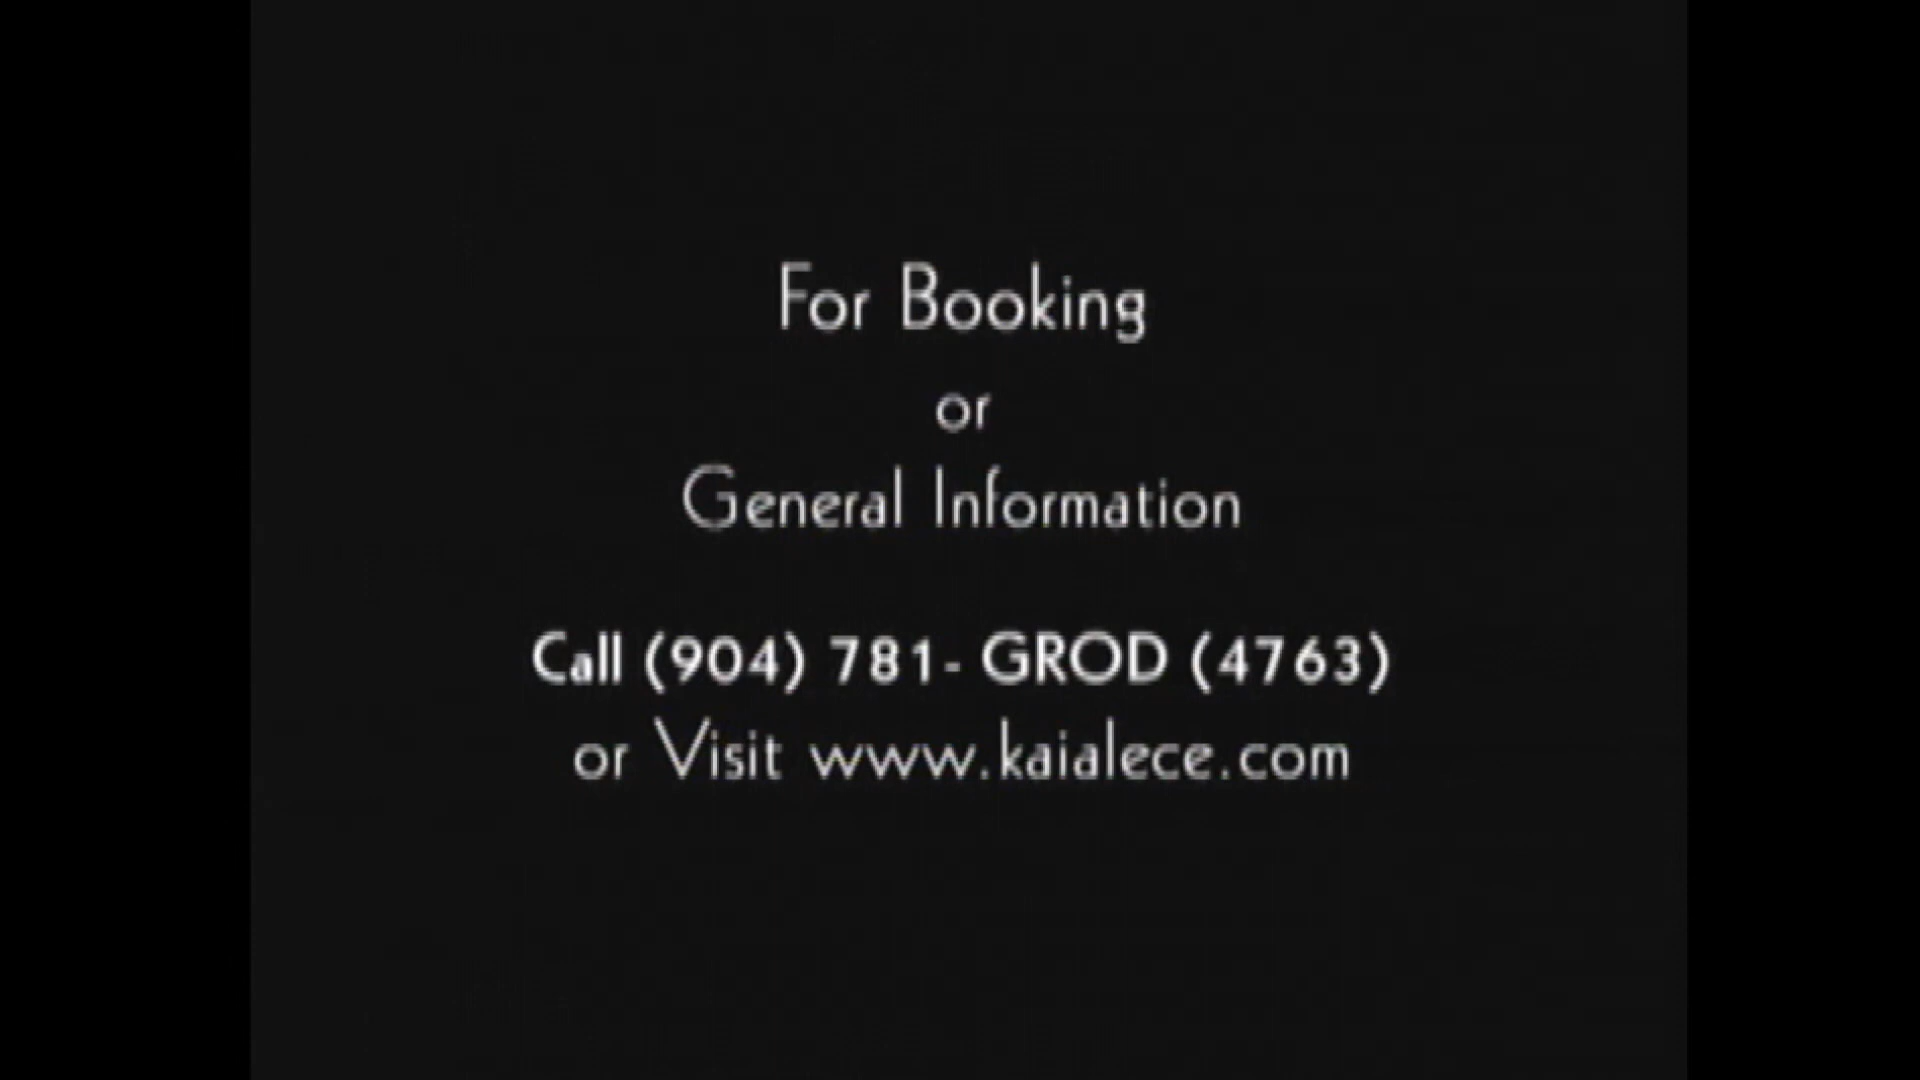 For Booking
or
General Information
Call (904) 781- GROD (4763)
or Visit www.kaialece.com